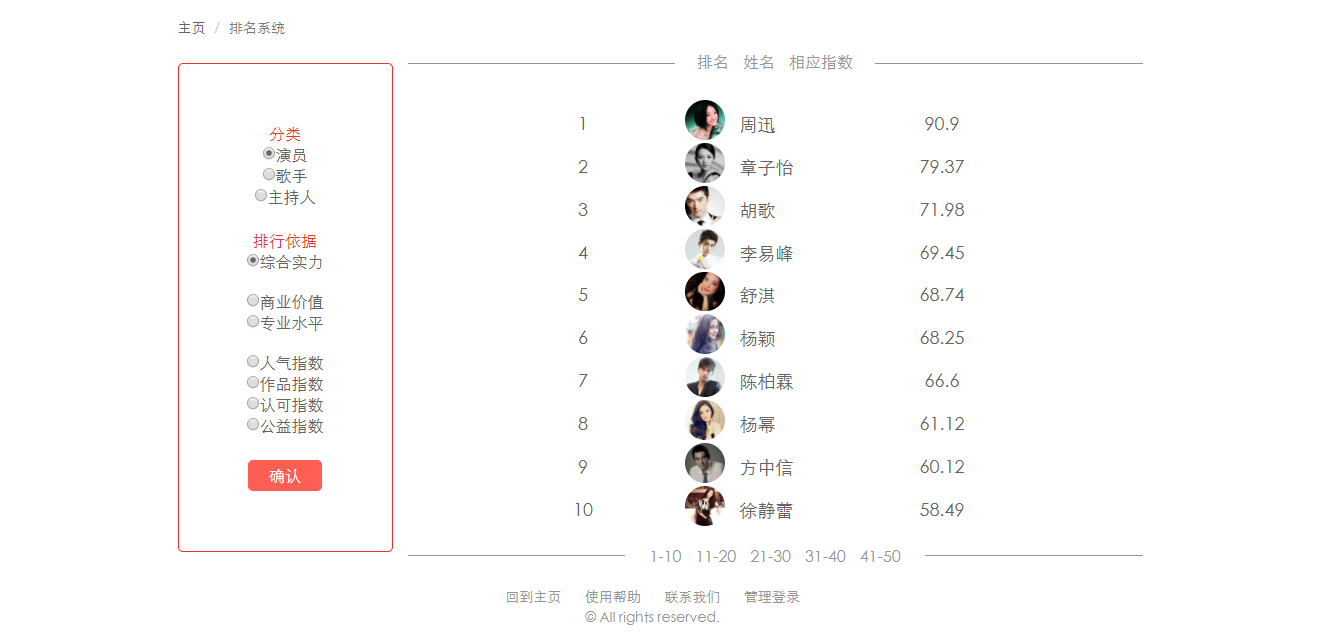 主页 / 排名系统
分类
演员
歌手
主持人
排行依据
综合实力
商业价值
专业水平
人气指数
作品指数
认可指数
公益指数
确认
排名 姓名 相应指数
1 周迅 90.9
2 章子怡 79.37
3 胡歌 71.98
4 李易峰 69.45
5 舒淇 68.74
6 杨颖 68.25
7 陈柏霖 66.6
8 杨幂 61.12
9 方中信 60.12
10 徐静蕾 58.49
1-10 11-20 21-30 31-40 41-50
回到主页 使用帮助 联系我们 管理登录
© All rights reserved.